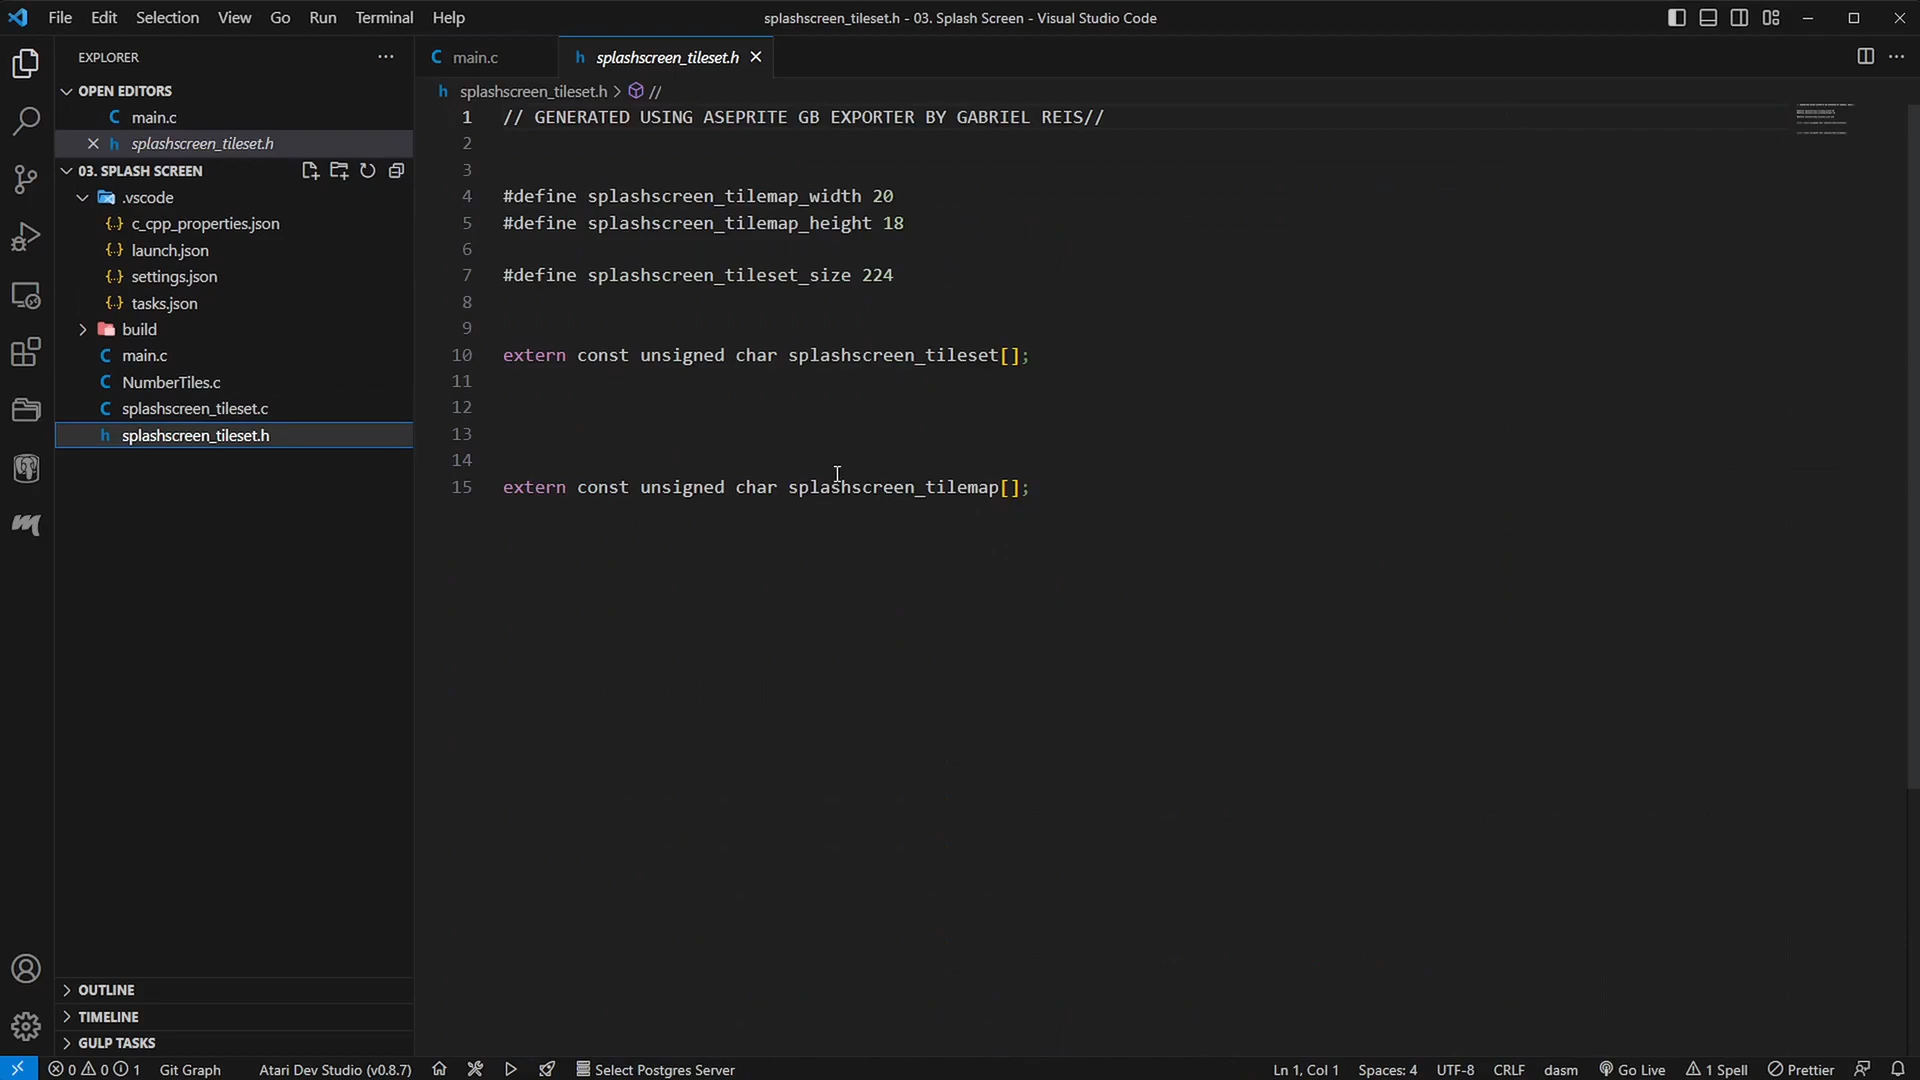 File Edit Selection View Go Run Terminal Help
splashscreen_tileset.h - 03. Splash Screen - Visual Studio Code
EXPLORER
OPEN EDITORS
main.c
splashscreen_tileset.h
03. SPLASH SCREEN
.vscode
c_cpp_properties.json
launch.json
settings.json
tasks.json
build
main.c
NumberTiles.c
splashscreen_tileset.c
splashscreen_tileset.h
OUTLINE
TIMELINE
GULP TASKS
main.c
splashscreen_tileset.h
splashscreen_tileset.h > //
1 // GENERATED USING ASEPRITE GB EXPORTER BY GABRIEL REIS//
2
3
4 #define splashscreen_tilemap_width 20
5 #define splashscreen_tilemap_height 18
6
7 #define splashscreen_tileset_size 224
8
9
10 extern const unsigned char splashscreen_tileset[];
11
12
13
14
15 extern const unsigned char splashscreen_tilemap[];
0 0 1 Git Graph Atari Dev Studio (v0.8.7) Select Postgres Server Ln 1, Col 1 Spaces: 4 UTF-8 CRLF dasm Go Live 1 Spell Prettier